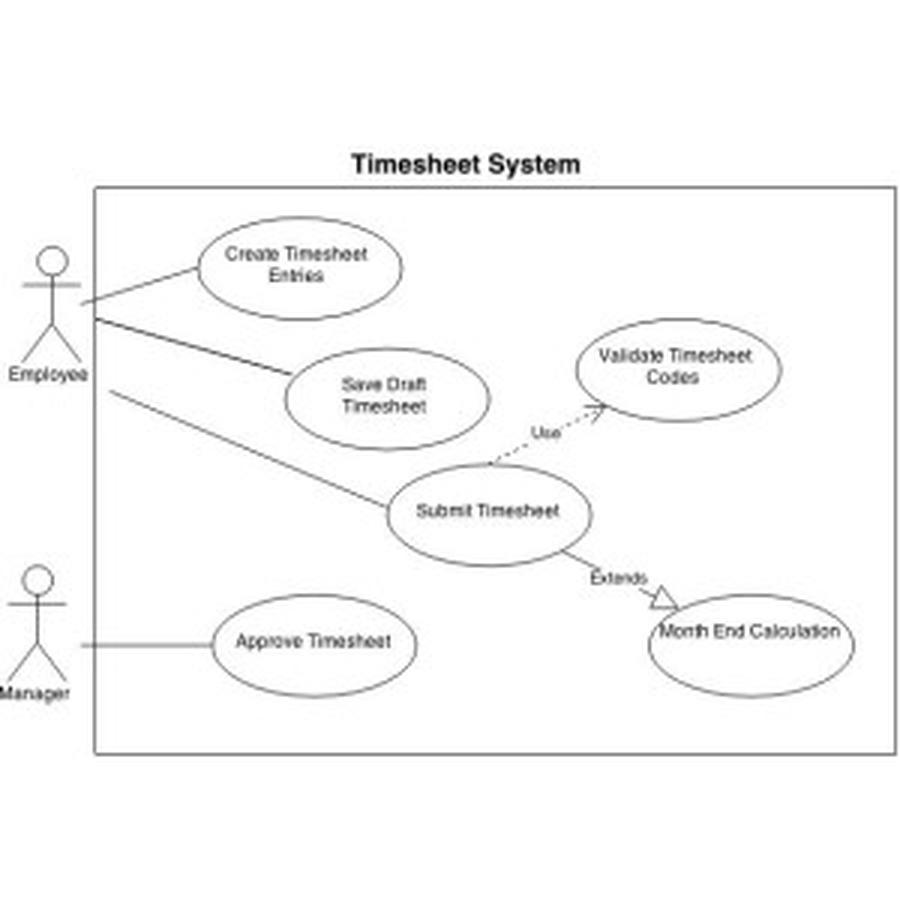 Timesheet System
Create Timesheet
Entries
Employee
Save Draft
Timesheet
Validate Timesheet
Codes
Use
Submit Timesheet
Extends
Month End Calculation
Approve Timesheet
Manager